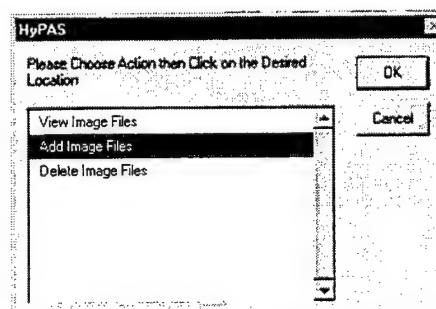 HyPAS
Please Choose Action then Click on the Desired
Location
OK
Cancel
View Image Files
Add Image Files
Delete Image Files